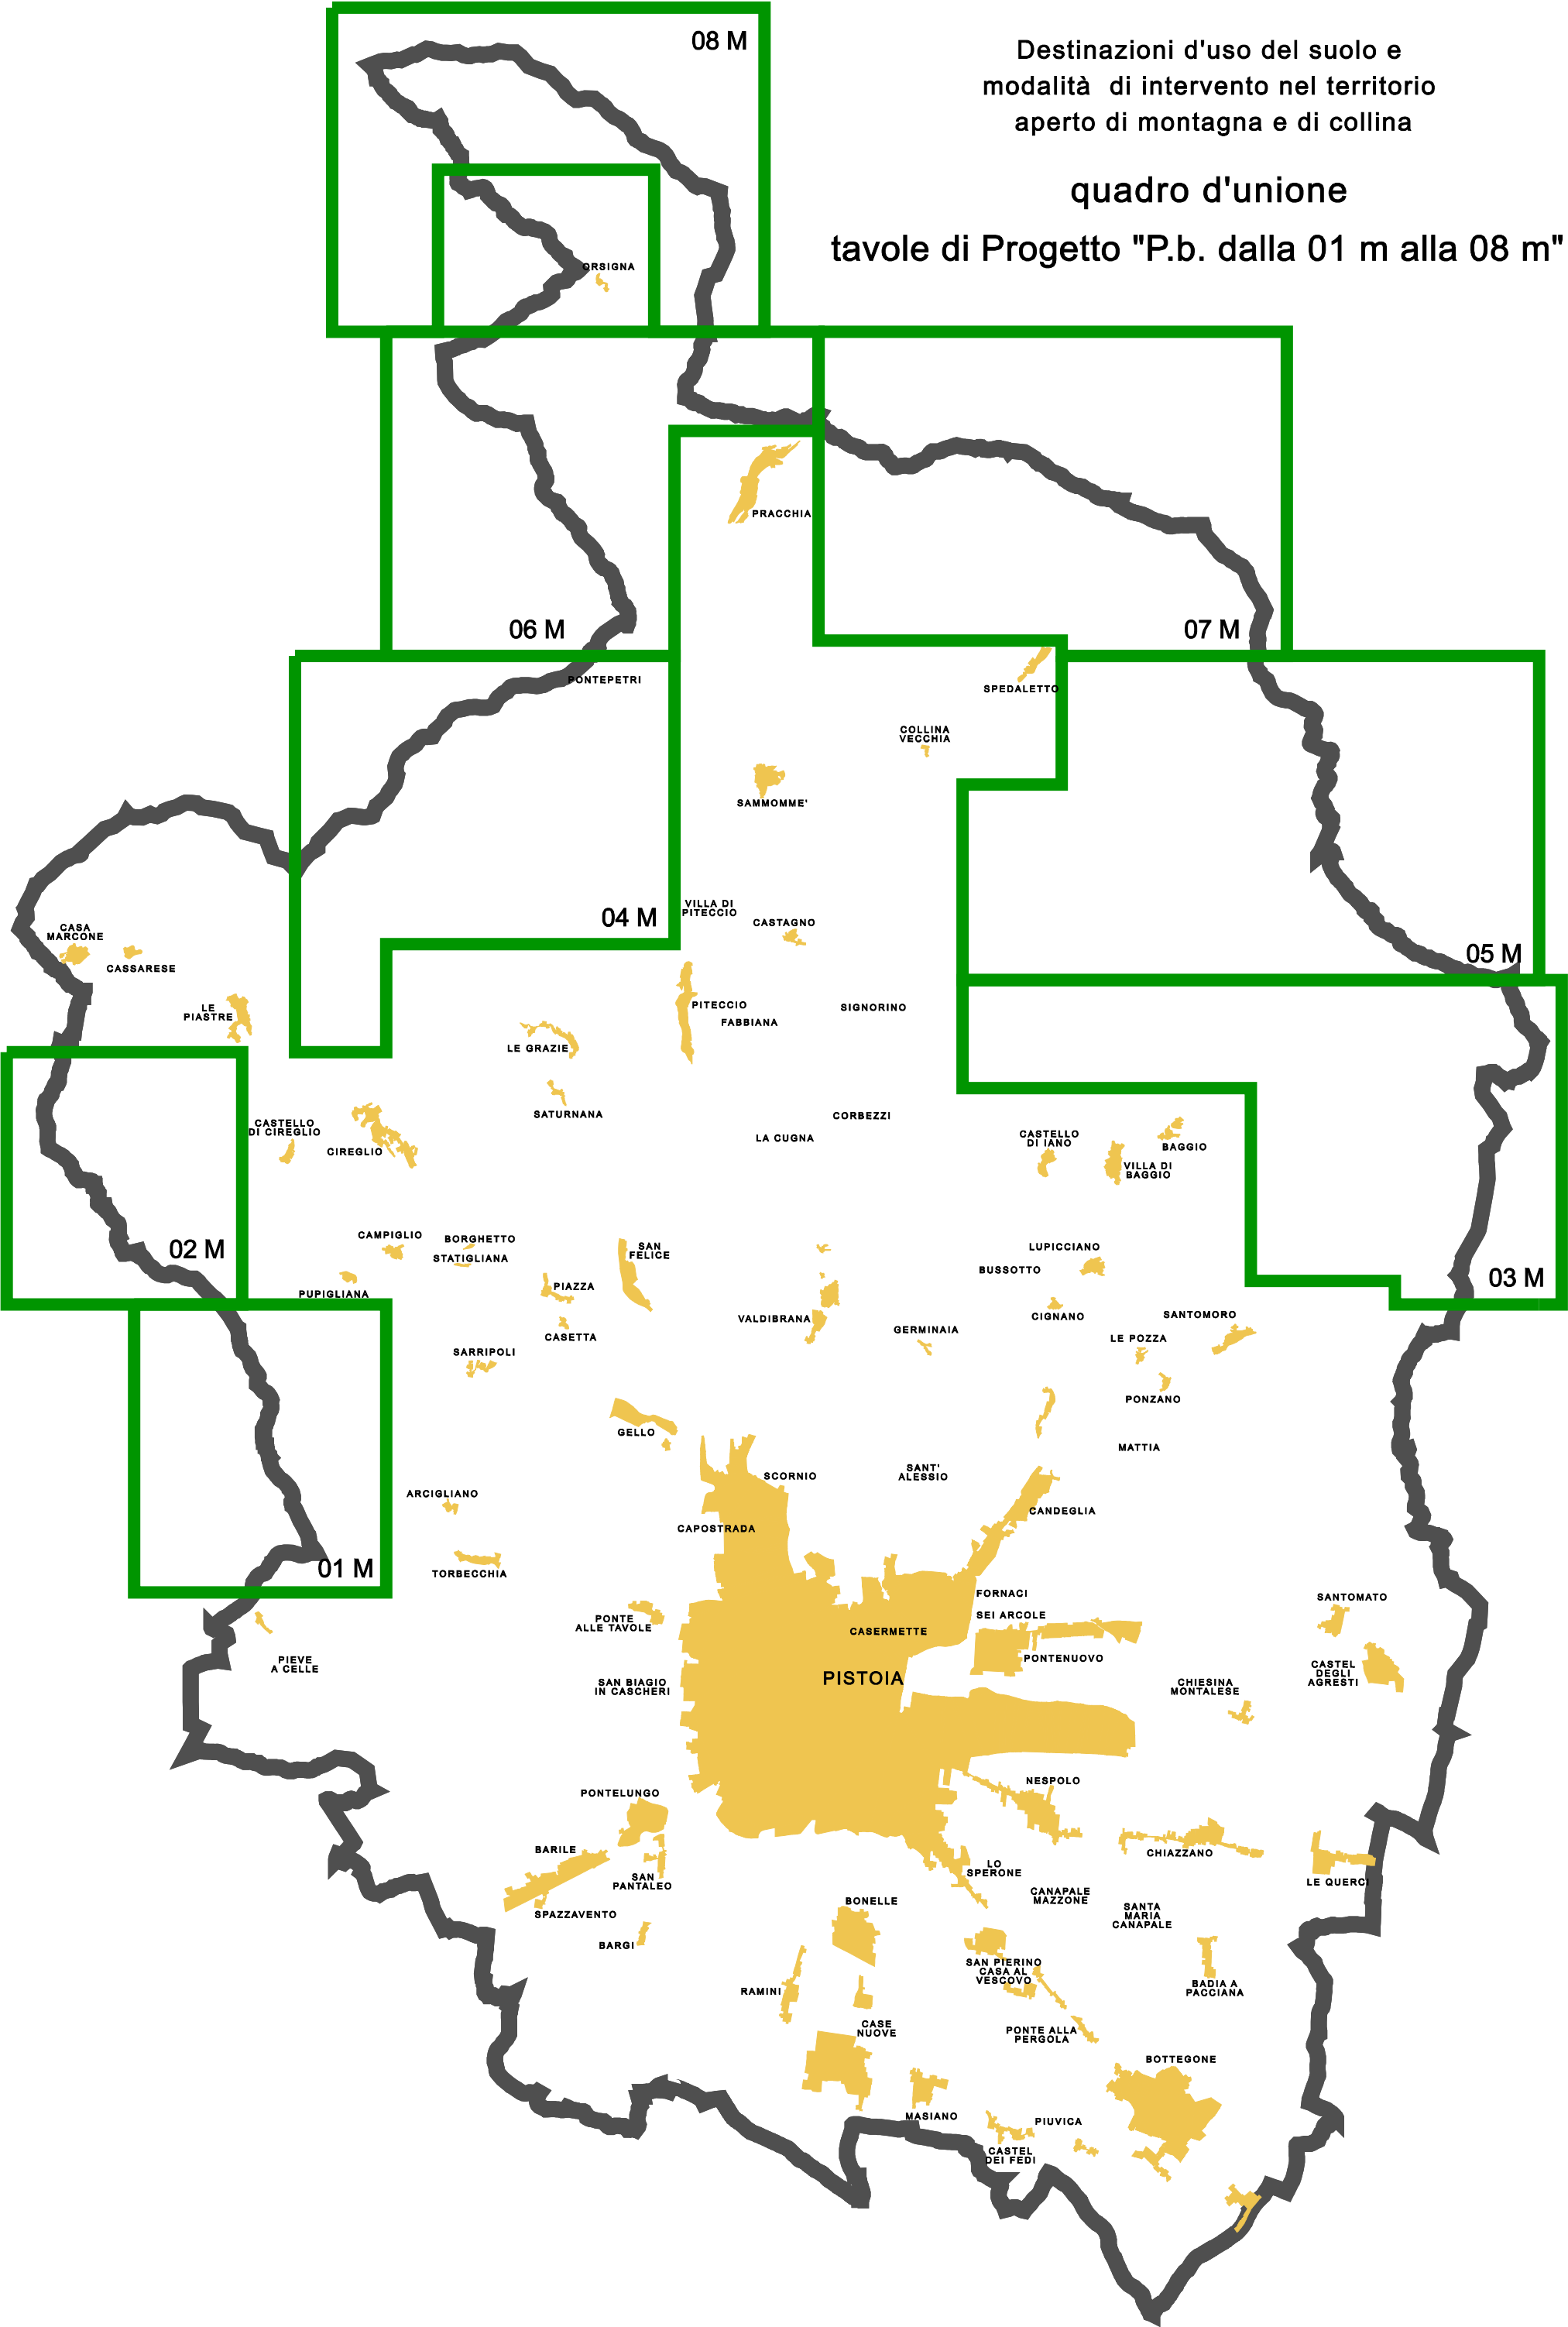 08 M
Destinazioni d'uso del suolo e
modalità di intervento nel territorio
aperto di montagna e di collina
quadro d'unione
tavole di Progetto "P.b. dalla 01 m alla 08 m"
ORSIGNA
PRACCHIA
06 M
07 M
PONTEPETRI
SPEDALETTO
COLLINA
VECCHIA
SAMMOMME'
VILLA DI
PITECCIO
04 M
CASTAGNO
CASA
MARCONE
CASSARESE
05 M
LE
PIASTRE
PITECCIO
FABBIANA
SIGNORINO
LE GRAZIE
SATURNANA
CORBEZZI
LA CUGNA
CASTELLO
DI CIREGLIO
CIREGLIO
CASTELLO
DI IANO
BAGGIO
VILLA DI
BAGGIO
02 M
CAMPIGLIO
BORGHETTO
STATIGLIANA
SAN
FELICE
LUPICCIANO
BUSSOTTO
03 M
PUPIGLIANA
PIAZZA
CASETTA
VALDIBRANA
GERMINAIA
CIGNANO
SANTOMORO
LE POZZA
SARRIPOLI
PONZANO
GELLO
MATTIA
SCORNIO
SANT'
ALESSIO
ARCIGLIANO
CANDEGLIA
CAPOSTRADA
01 M
TORBECCHIA
FORNACI
SEI ARCOLE
SANTOMATO
PONTE
ALLE TAVOLE
CASERMETTE
PONTENUOVO
PIEVE
A CELLE
PISTOIA
SAN BIAGIO
IN CASCHERI
CHIESINA
MONTALESE
CASTEL
DEGLI
AGRESTI
NESPOLO
PONTELUNGO
BARILE
CHIAZZANO
LO
SPERONE
SAN
PANTALEO
LE QUERCI
CANAPALE
MAZZONE
BONELLE
SPAZZAVENTO
SANTA
MARIA
CANAPALE
BARGI
SAN PIERINO
CASA AL
VESCOVO
RAMINI
BADIA A
PACCIANA
CASE
NUOVE
PONTE ALLA
PERGOLA
BOTTEGONE
MASIANO
PIUVICA
CASTEL
DEI FEDI